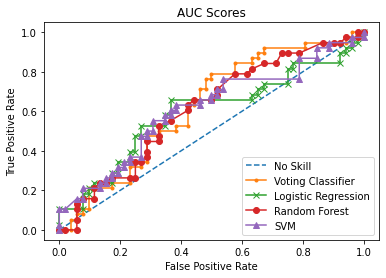 AUC Scores
1.0
0.8
0.6
0.4
0.2
0.0
True Positive Rate
No Skill
Voting Classifier
Logistic Regression
Random Forest
SVM
0.0 0.2 0.4 0.6 0.8 1.0
False Positive Rate